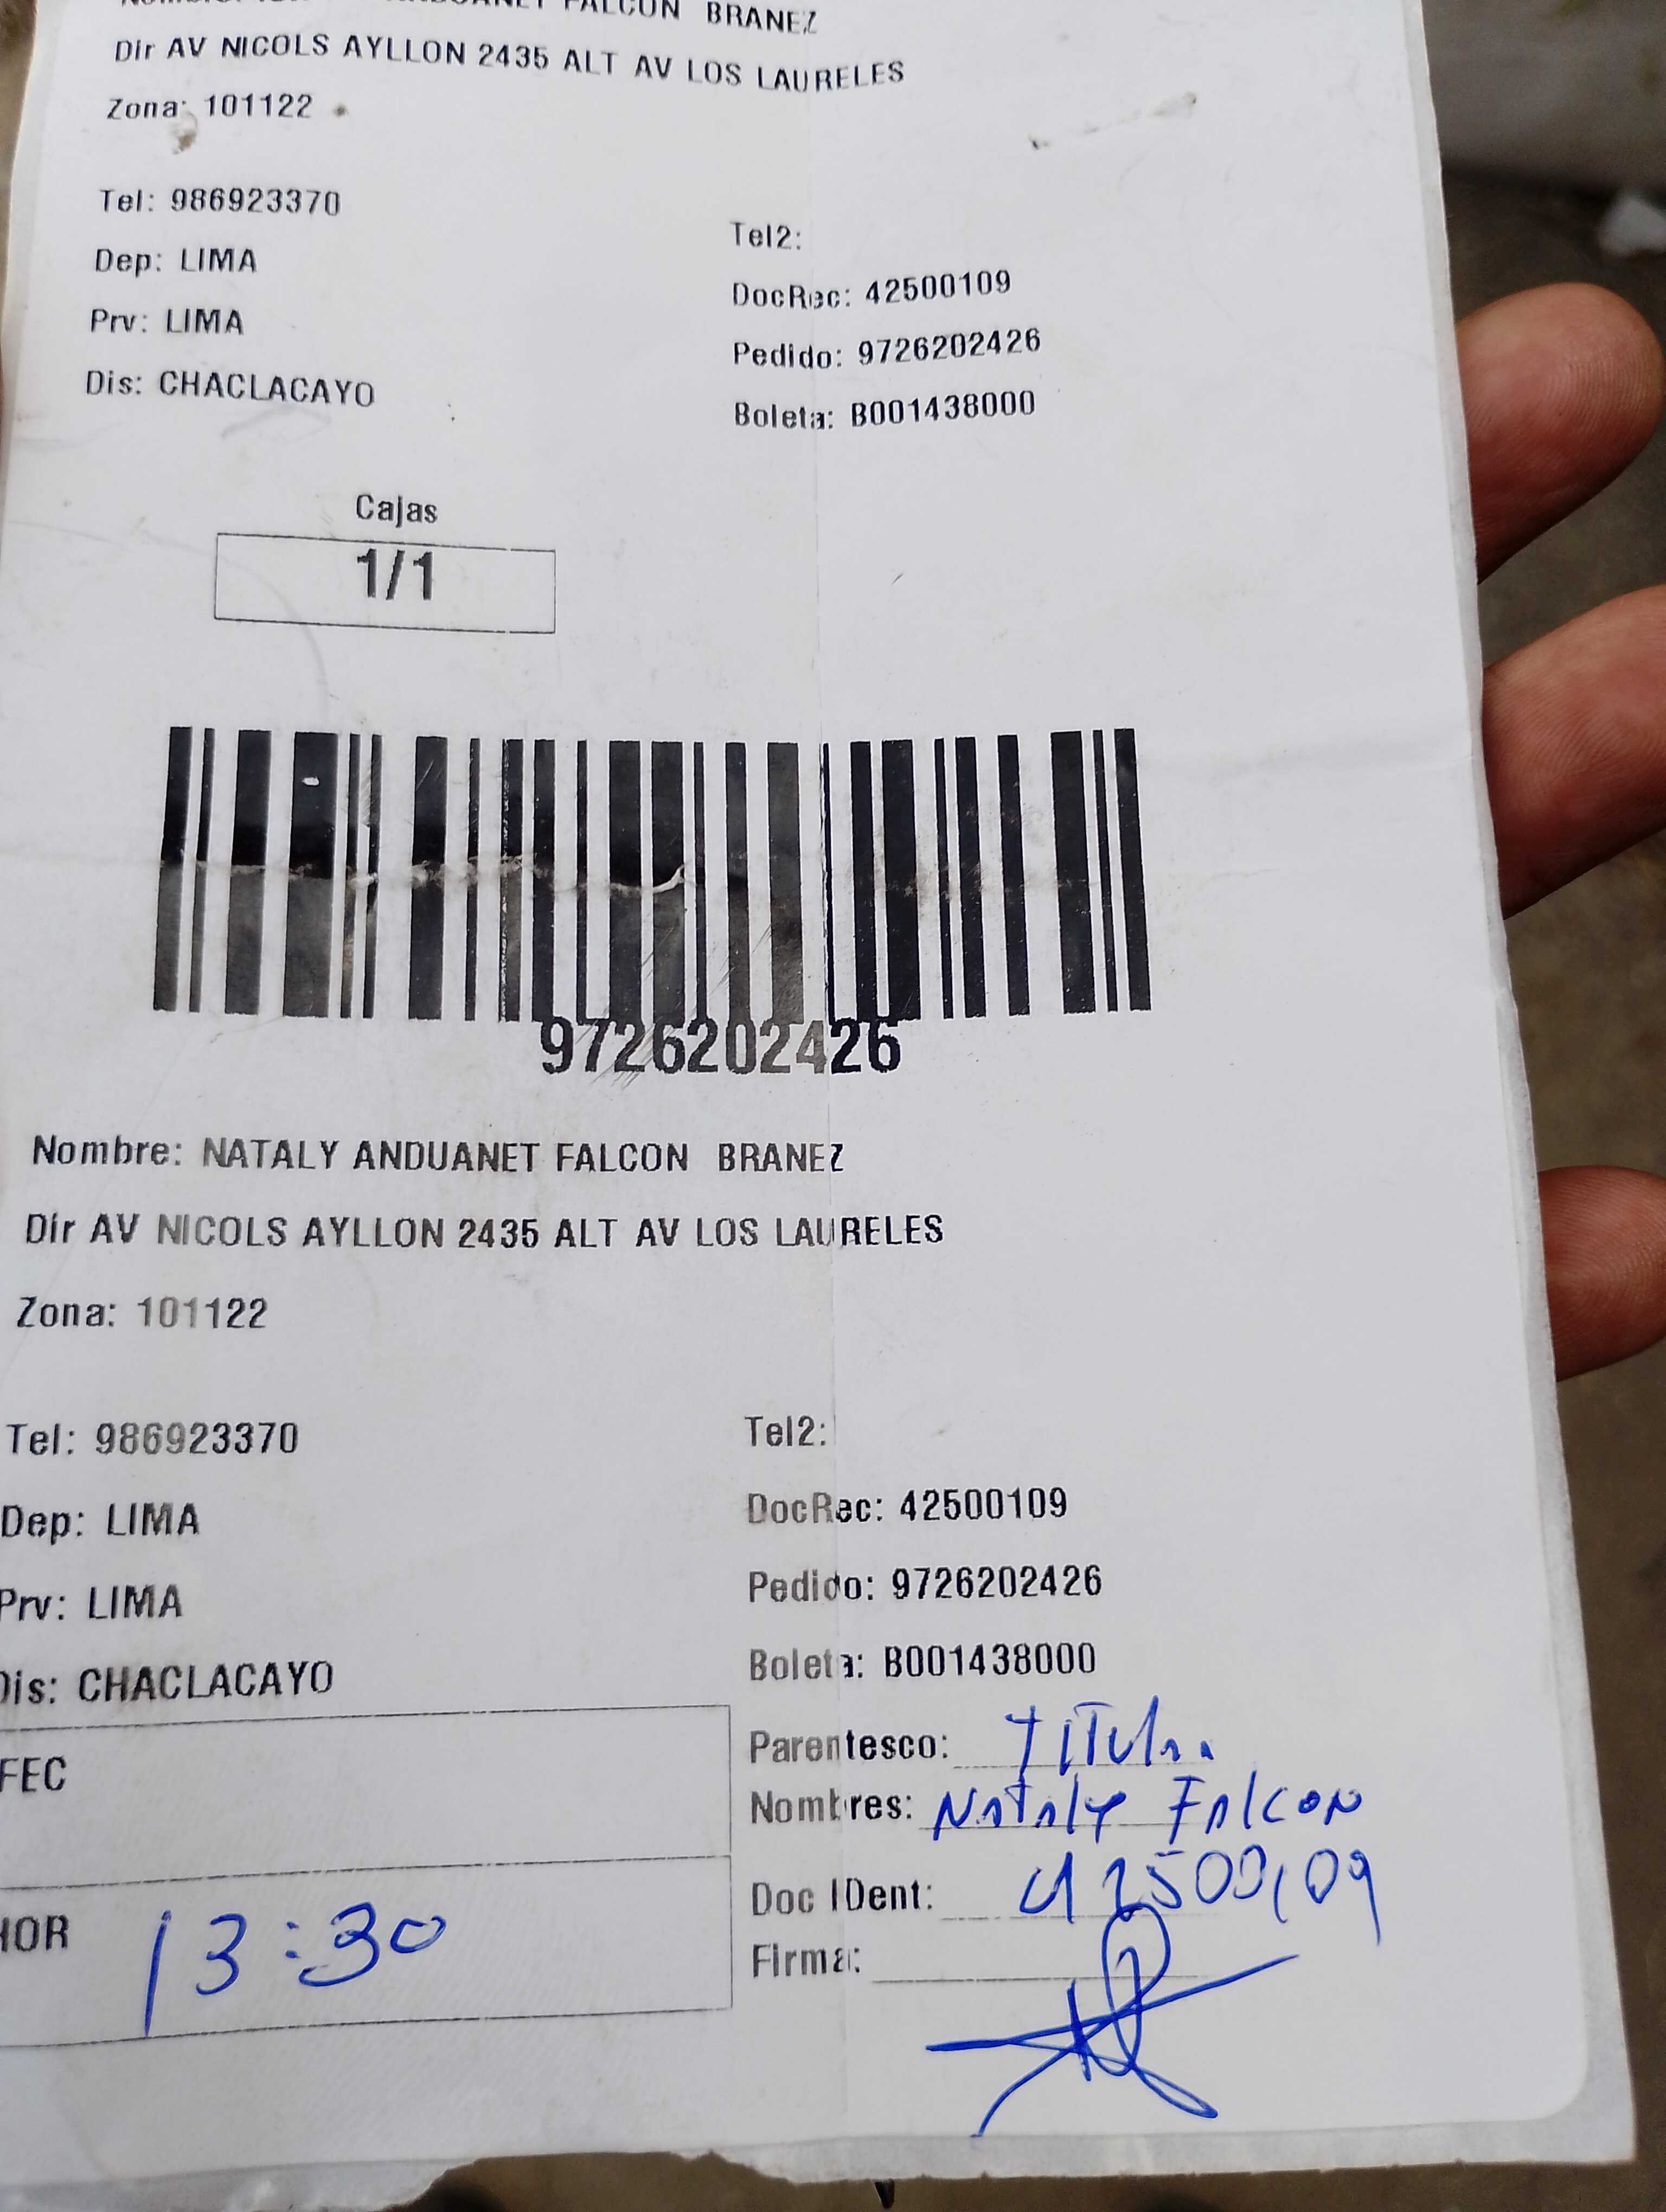 FALCON BRANEZ
Dir AV NICOLS AYLLON 2435 ALT AV LOS LAURELES
Zona: 101122
Tel: 986923370
Tel2:
Dep: LIMA
DocRec: 42500109
Prv: LIMA
Pedido: 9726202426
Dis: CHACLACAYO
Boleta: B001438000
Cajas
1/1
9726202426
Nombre: NATALY ANDUANET FALCON BRANEZ
Dir AV NICOLS AYLLON 2435 ALT AV LOS LAURELES
Zona: 101122
Tel: 986923370
Tel2:
Dep: LIMA
DocRec: 42500109
Prv: LIMA
Pedido: 9726202426
Dis: CHACLACAYO
Boleta: B001438000
Parentesco: Titular
FEC
Nombres: Nataly Falcon
Doc IDent: 42500109
HOR 13:30
Firma: